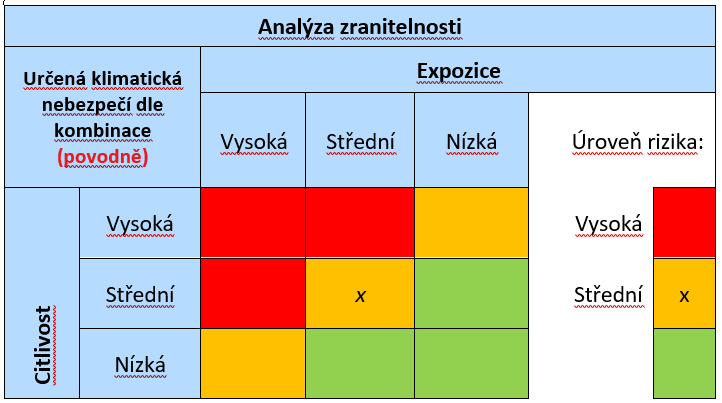 Analýza zranitelnosti
Určená klimatická
nebezpečí dle
kombinace
(povodně)
Expozice
Vysoká Střední Nízká Úroveň rizika:
Citlivost
Vysoká Vysoká
Střední x Střední x
Nízká